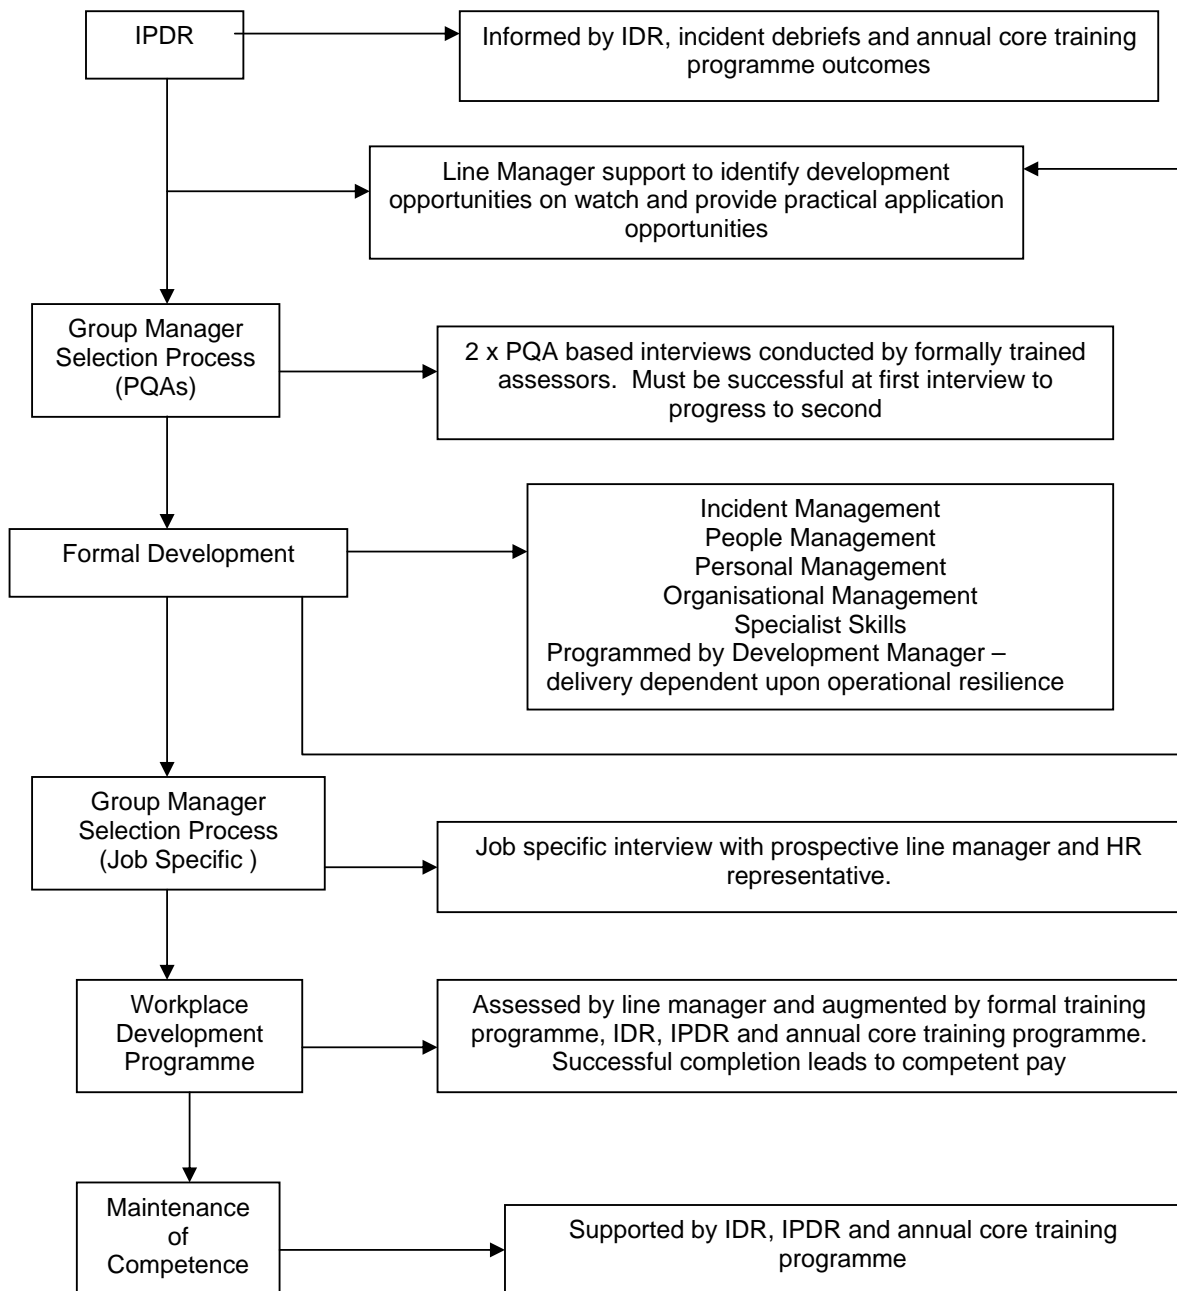 IPDR
Informed by IDR, incident debriefs and annual core training
programme outcomes
Line Manager support to identify development
opportunities on watch and provide practical application
opportunities
Group Manager
Selection Process
(PQAs)
2 x PQA based interviews conducted by formally trained
assessors.  Must be successful at first interview to
progress to second
Formal Development
Incident Management
People Management
Personal Management
Organisational Management
Specialist Skills
Programmed by Development Manager –
delivery dependent upon operational resilience
Group Manager
Selection Process
(Job Specific )
Job specific interview with prospective line manager and HR
representative.
Workplace
Development
Programme
Assessed by line manager and augmented by formal training
programme, IDR, IPDR and annual core training programme.
Successful completion leads to competent pay
Maintenance
of
Competence
Supported by IDR, IPDR and annual core training
programme